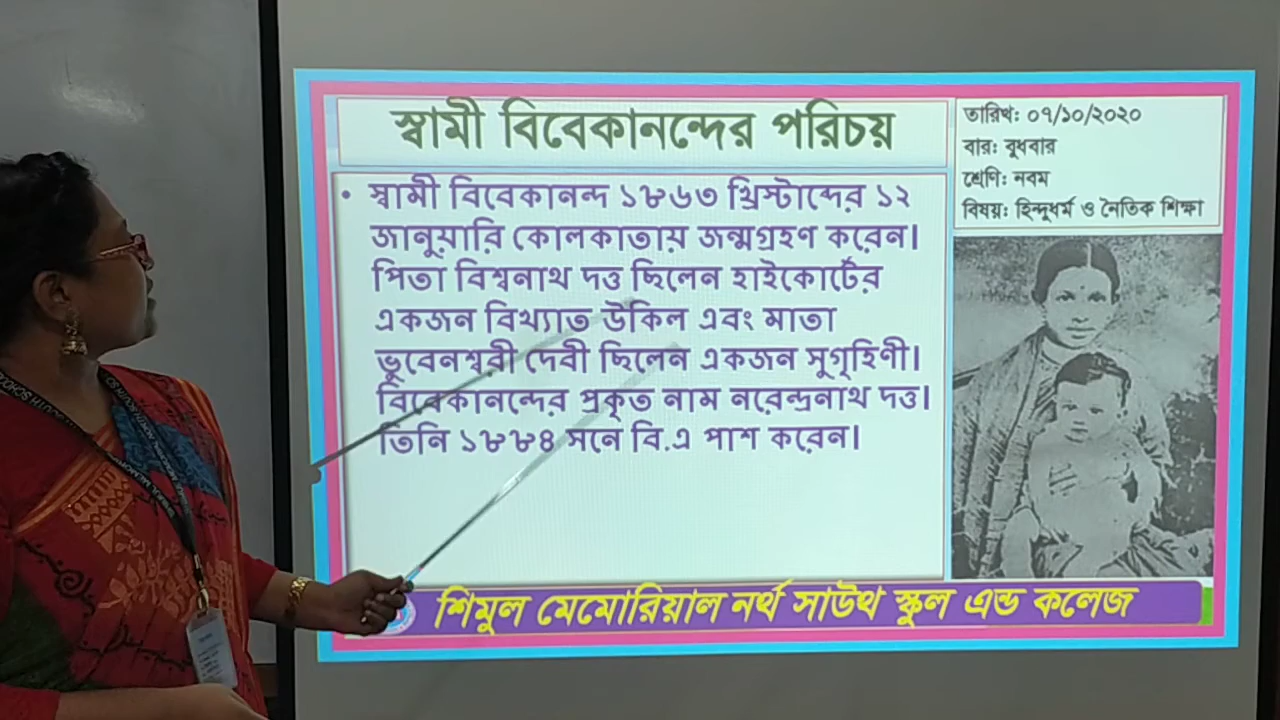 স্বামী বিবেকানন্দের পরিচয়
তারিখ: ০৭/১০/২০২০
বার: বুধবার
শ্রেণি: নবম
বিষয়: হিন্দুধর্ম ও নৈতিক শিক্ষা
• স্বামী বিবেকানন্দ ১৮৬৩ খ্রিস্টাব্দের ১২
জানুয়ারি কোলকাতায় জন্মগ্রহণ করেন।
পিতা বিশ্বনাথ দত্ত ছিলেন হাইকোর্টের
একজন বিখ্যাত উকিল এবং মাতা
ভুবেনশ্বরী দেবী ছিলেন একজন সুগৃহিণী।
বিবেকানন্দের প্রকৃত নাম নরেন্দ্রনাথ দত্ত।
তিনি ১৮৮৪ সনে বি.এ পাশ করেন।
শিমুল মেমোরিয়াল নর্থ সাউথ স্কুল এন্ড কলেজ